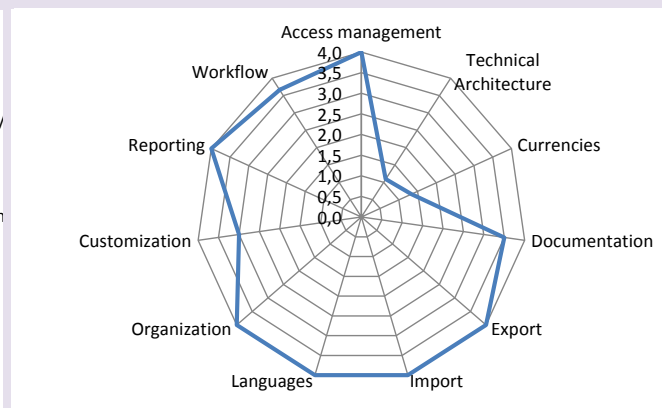 Access management
Technical
Architecture
Currencies
Documentation
Export
Import
Languages
Organization
Customization
Reporting
Workflow
4,0
3,5
3,0
2,5
2,0
1,5
1,0
0,5
0,0